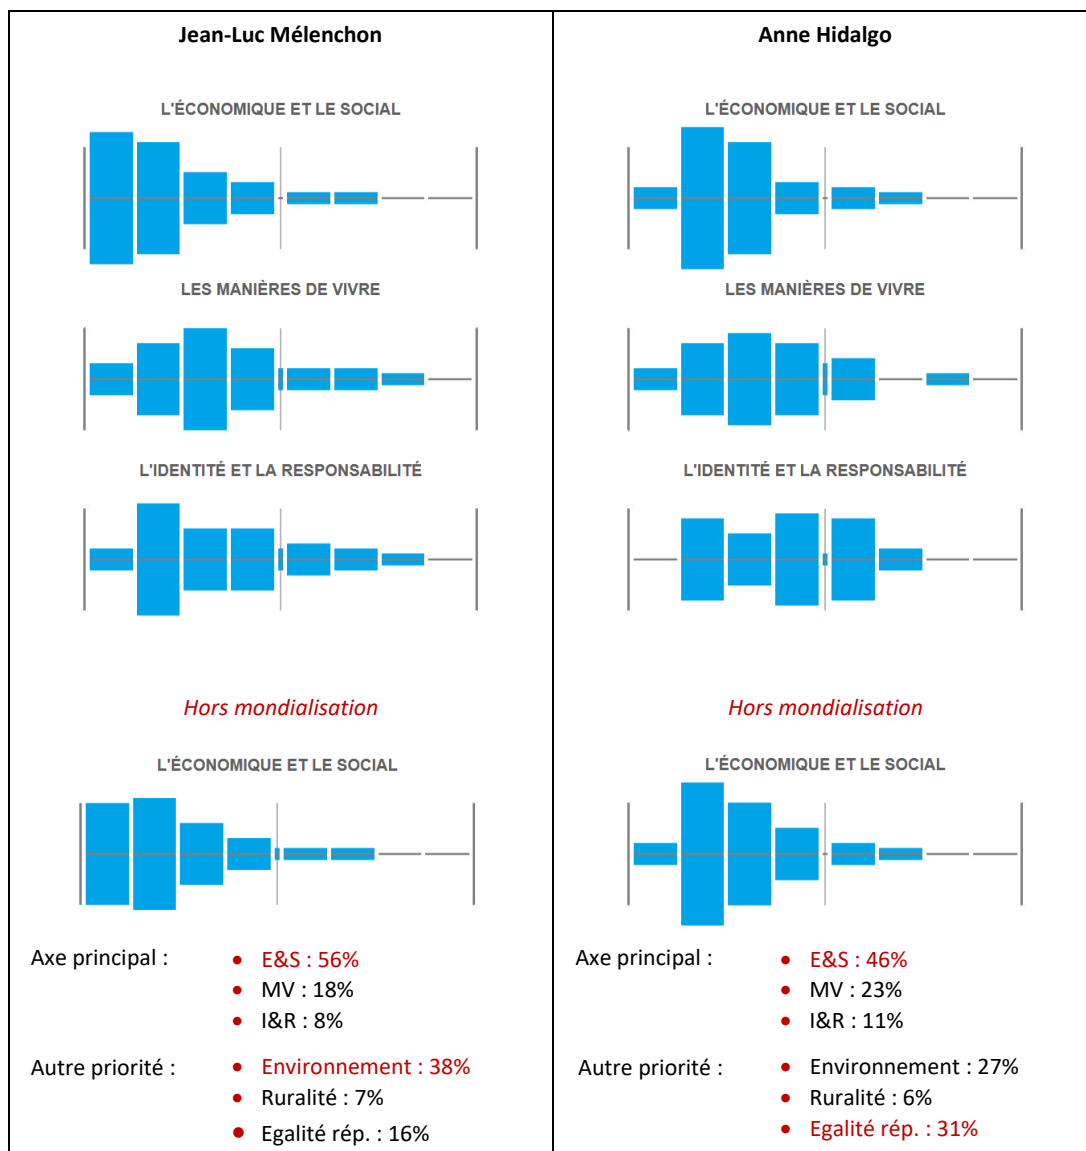 Jean-Luc Mélenchon
L'ÉCONOMIQUE ET LE SOCIAL
LES MANIÈRES DE VIVRE
L'IDENTITÉ ET LA RESPONSABILITÉ
Hors mondialisation
L'ÉCONOMIQUE ET LE SOCIAL
Axe principal :
• E&S : 56%
• MV : 18%
• I&R : 8%
Autre priorité :
• Environnement : 38%
• Ruralité : 7%
• Egalité rép. : 16%
Anne Hidalgo
L'ÉCONOMIQUE ET LE SOCIAL
LES MANIÈRES DE VIVRE
L'IDENTITÉ ET LA RESPONSABILITÉ
Hors mondialisation
L'ÉCONOMIQUE ET LE SOCIAL
Axe principal :
• E&S : 46%
• MV : 23%
• I&R : 11%
Autre priorité :
• Environnement : 27%
• Ruralité : 6%
• Egalité rép. : 31%